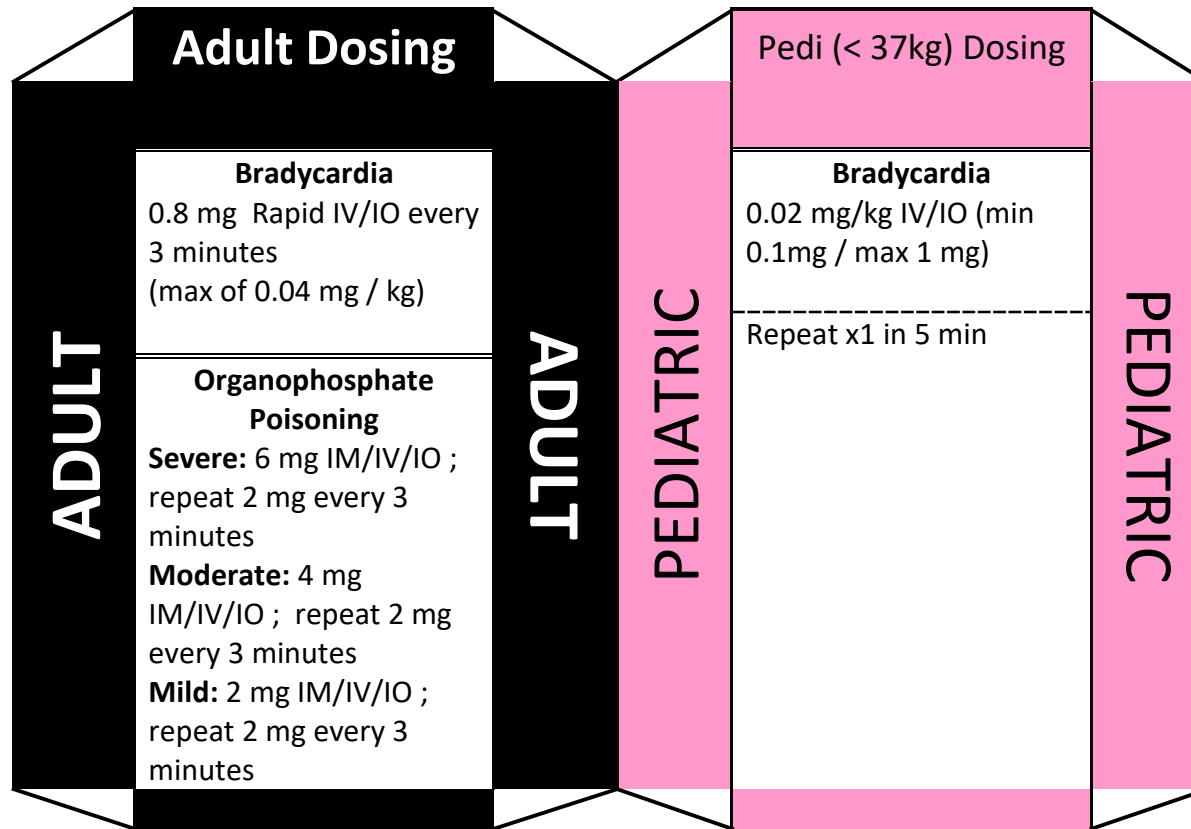 Adult Dosing
ADULT
Bradycardia
0.8 mg  Rapid IV/IO every
3 minutes
(max of 0.04 mg / kg)
Organophosphate
Poisoning
Severe: 6 mg IM/IV/IO ;
repeat 2 mg every 3
minutes
Moderate: 4 mg
IM/IV/IO ;  repeat 2 mg
every 3 minutes
Mild: 2 mg IM/IV/IO ;
repeat 2 mg every 3
minutes
ADULT
Pedi (< 37kg) Dosing
PEDIATRIC
Bradycardia
0.02 mg/kg IV/IO (min
0.1mg / max 1 mg)
Repeat x1 in 5 min
PEDIATRIC